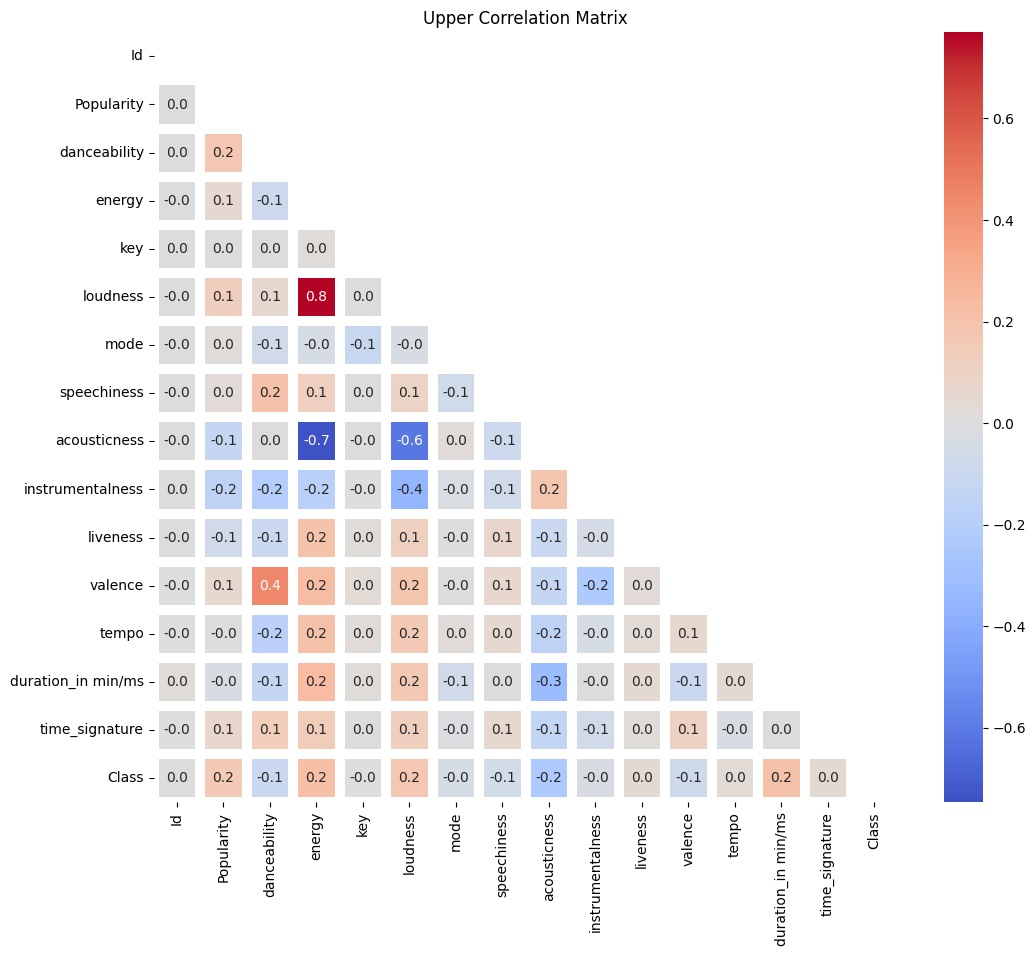 Upper Correlation Matrix
Id
Popularity 0.0
danceability 0.0 0.2
energy -0.0 0.1 -0.1
key 0.0 0.0 0.0 0.0
loudness -0.0 0.1 0.1 0.8 0.0
mode -0.0 0.0 -0.1 -0.0 -0.1 -0.0
speechiness -0.0 0.0 0.2 0.1 0.0 0.1 -0.1
acousticness -0.0 -0.1 0.0 -0.7 -0.0 -0.6 0.0 -0.1
instrumentalness 0.0 -0.2 -0.2 -0.2 -0.0 -0.4 -0.0 -0.1 0.2
liveness -0.0 -0.1 -0.1 0.2 0.0 0.1 -0.0 0.1 -0.1 -0.0
valence -0.0 0.1 0.4 0.2 0.0 0.2 -0.0 0.1 -0.1 -0.2 0.0
tempo -0.0 -0.0 -0.2 0.2 0.0 0.2 0.0 0.0 -0.2 -0.0 0.0 0.1
duration_in min/ms 0.0 -0.0 -0.1 0.2 0.0 0.2 -0.1 0.0 -0.3 -0.0 0.0 -0.1 0.0
time_signature -0.0 0.1 0.1 0.1 0.0 0.1 -0.0 0.1 -0.1 -0.1 0.0 0.1 -0.0 0.0
Class 0.0 0.2 -0.1 0.2 -0.0 0.2 -0.0 -0.1 -0.2 -0.0 0.0 -0.1 0.0 0.2 0.0
Id
Popularity
danceability
energy
key
loudness
mode
speechiness
acousticness
instrumentalness
liveness
valence
tempo
duration_in min/ms
time_signature
Class
0.6
0.4
0.2
0.0
−0.2
−0.4
−0.6